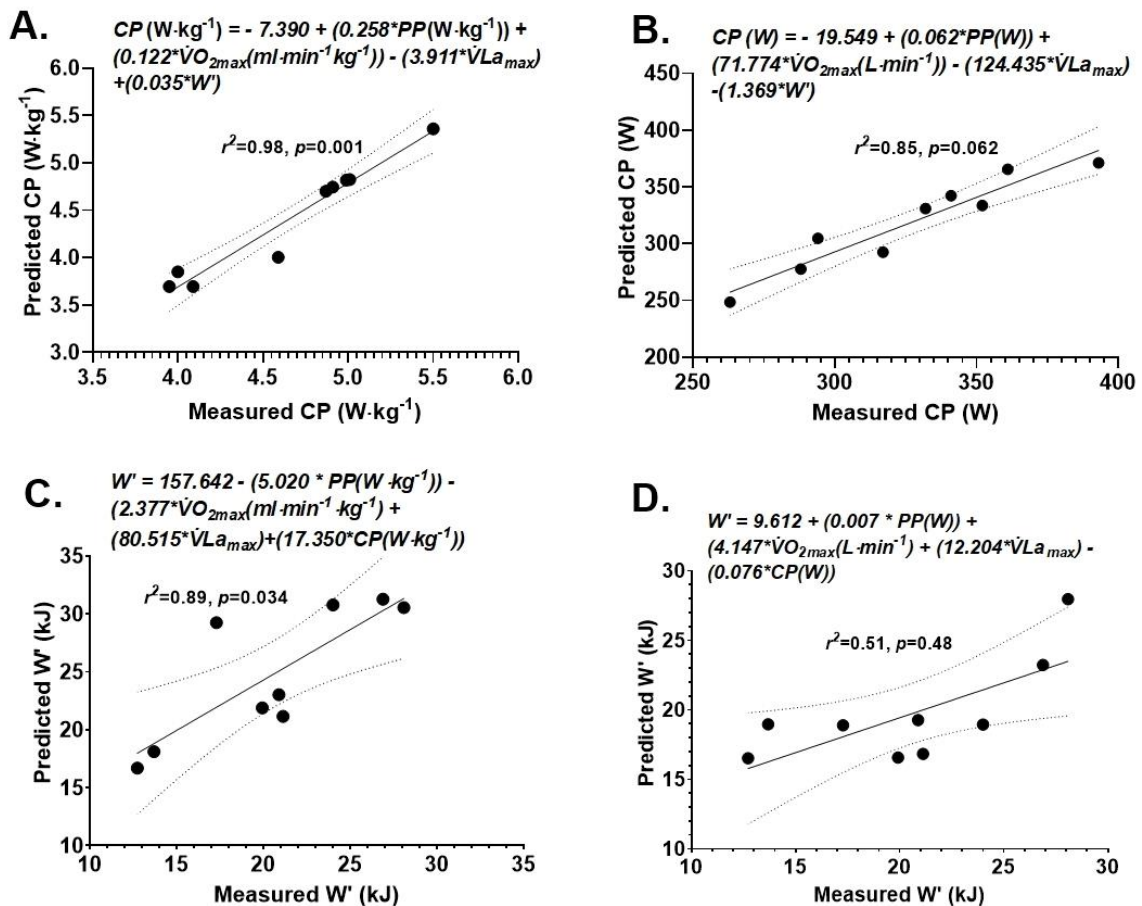 A.
CP (W·kg⁻¹) = - 7.390 + (0.258*PP(W·kg⁻¹)) +
(0.122*V̇O₂max(ml·min⁻¹kg⁻¹)) - (3.911*V̇Lamax)
+(0.035*W')
r²=0.98, p=0.001
Predicted CP (W·kg⁻¹)
6.0
5.5
5.0
4.5
4.0
3.5
3.0
3.5 4.0 4.5 5.0 5.5 6.0
Measured CP (W·kg⁻¹)
B.
CP (W) = - 19.549 + (0.062*PP(W)) +
(71.774*V̇O₂max(L·min⁻¹)) - (124.435*V̇Lamax)
-(1.369*W')
r²=0.85, p=0.062
Predicted CP (W)
450
400
350
300
250
200
250 300 350 400
Measured CP (W)
C.
W' = 157.642 - (5.020 * PP(W·kg⁻¹)) -
(2.377*V̇O₂max(ml·min⁻¹·kg⁻¹) +
(80.515*V̇Lamax)+(17.350*CP(W·kg⁻¹))
r²=0.89, p=0.034
Predicted W' (kJ)
35
30
25
20
15
10
10 15 20 25 30 35
Measured W' (kJ)
D.
W' = 9.612 + (0.007 * PP(W)) +
(4.147*V̇O₂max(L·min⁻¹) + (12.204*V̇Lamax) -
(0.076*CP(W))
r²=0.51, p=0.48
Predicted W' (kJ)
30
25
20
15
10
10 15 20 25 30
Measured W' (kJ)